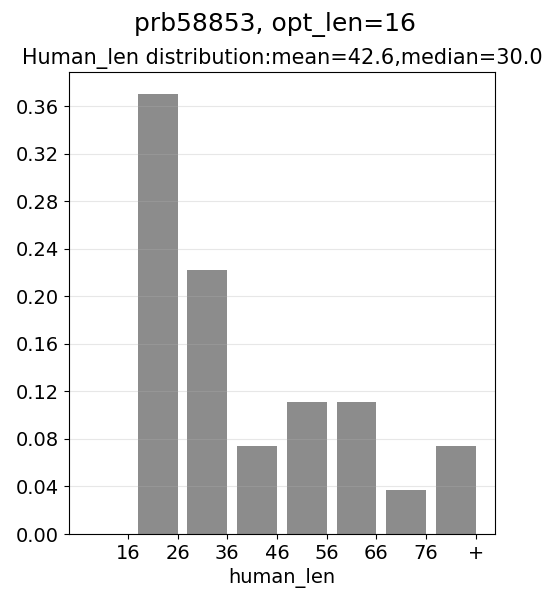 prb58853, opt_len=16
Human_len distribution:mean=42.6,median=30.0
0.36
0.32
0.28
0.24
0.20
0.16
0.12
0.08
0.04
0.00
16 26 36 46 56 66 76 +
human_len